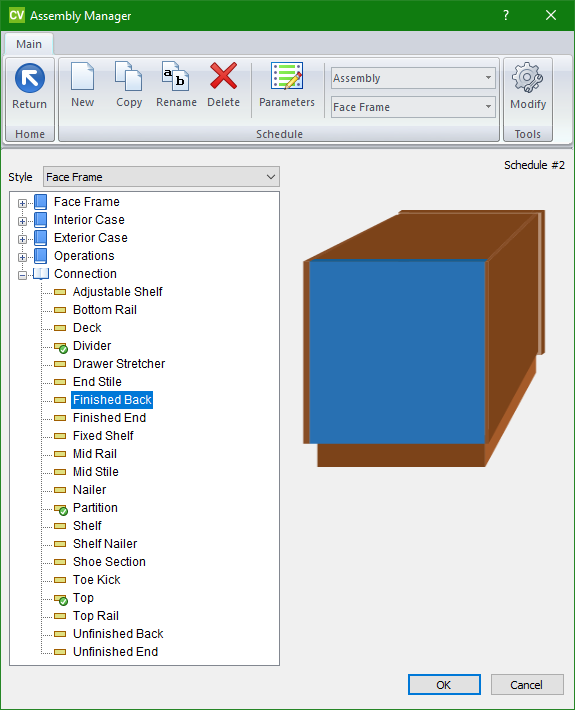 CV Assembly Manager ?
Main
Return
New
Copy
a b
Rename
Delete
Parameters
Assembly
Face Frame
Modify
Home
Schedule
Tools
Schedule #2
Style Face Frame
Face Frame
Interior Case
Exterior Case
Operations
Connection
Adjustable Shelf
Bottom Rail
Deck
Divider
Drawer Stretcher
End Stile
Finished Back
Finished End
Fixed Shelf
Mid Rail
Mid Stile
Nailer
Partition
Shelf
Shelf Nailer
Shoe Section
Toe Kick
Top
Top Rail
Unfinished Back
Unfinished End
OK
Cancel